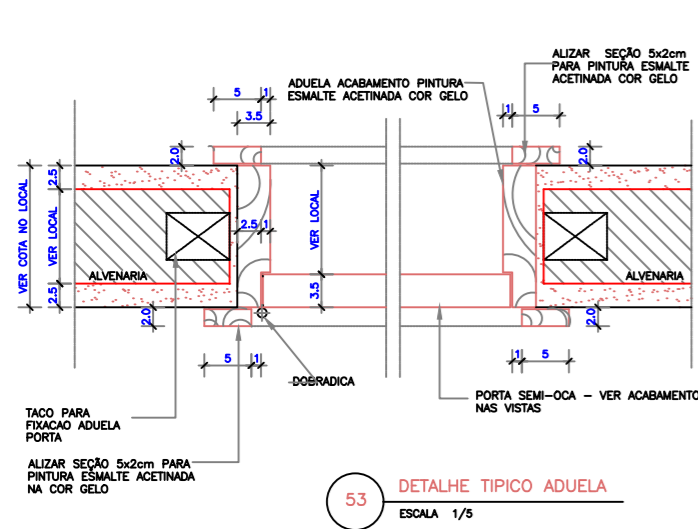 ALIZAR SEÇÃO 5x2cm
PARA PINTURA ESMALTE
ACETINADA COR GELO
ADUELA ACABAMENTO PINTURA
ESMALTE ACETINADA COR GELO
5 1
3.5
1 5
2.0
2.0
2.5
VER COTA NO LOCAL
VER LOCAL
2.5
2.5 1
VER LOCAL
3.5
ALVENARIA
ALVENARIA
2.0
2.0
5 1
1 5
DOBRADICA
PORTA SEMI-OCA - VER ACABAMENTO
NAS VISTAS
TACO PARA
FIXACAO ADUELA
PORTA
ALIZAR SEÇÃO 5x2cm PARA
PINTURA ESMALTE ACETINADA
NA COR GELO
53 DETALHE TIPICO ADUELA
ESCALA 1/5